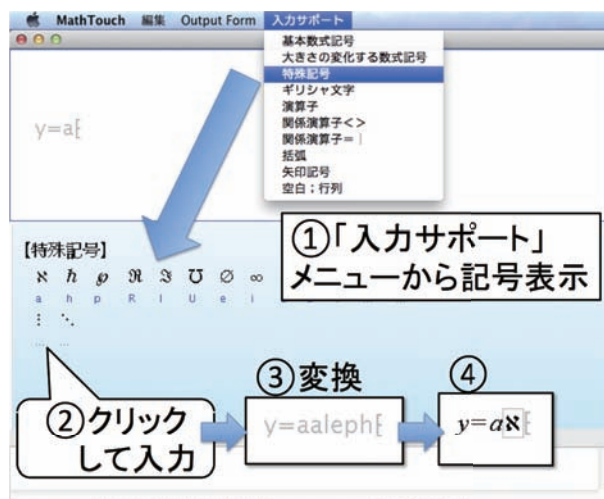 MathTouch 編集 Output Form 入力サポート
基本数式記号
大きさの変化する数式記号
特殊記号
ギリシャ文字
演算子
関係演算子<>
関係演算子=
括弧
矢印記号
空白；行列
y=a[
①「入力サポート」
メニューから記号表示
【特殊記号】
ℵ ℏ ℘ ℜ ℑ ℧ ∅ ∞
a h p R I U e i
⋮ ⋱
... ...
②クリック
して入力
③変換
y=aaleph[
④
y=aℵ[